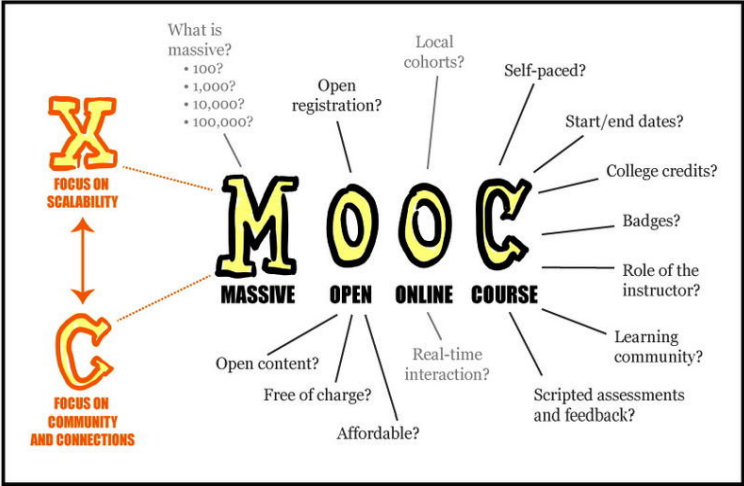 What is
massive?
• 100?
• 1,000?
• 10,000?
• 100,000?
Open
registration?
Local
cohorts?
Self-paced?
Start/end dates?
College credits?
Badges?
Role of the
instructor?
Learning
community?
Scripted assessments
and feedback?
X
FOCUS ON
SCALABILITY
C
FOCUS ON
COMMUNITY
AND CONNECTIONS
MOOC
MASSIVE OPEN ONLINE COURSE
Open content?
Free of charge?
Affordable?
Real-time
interaction?